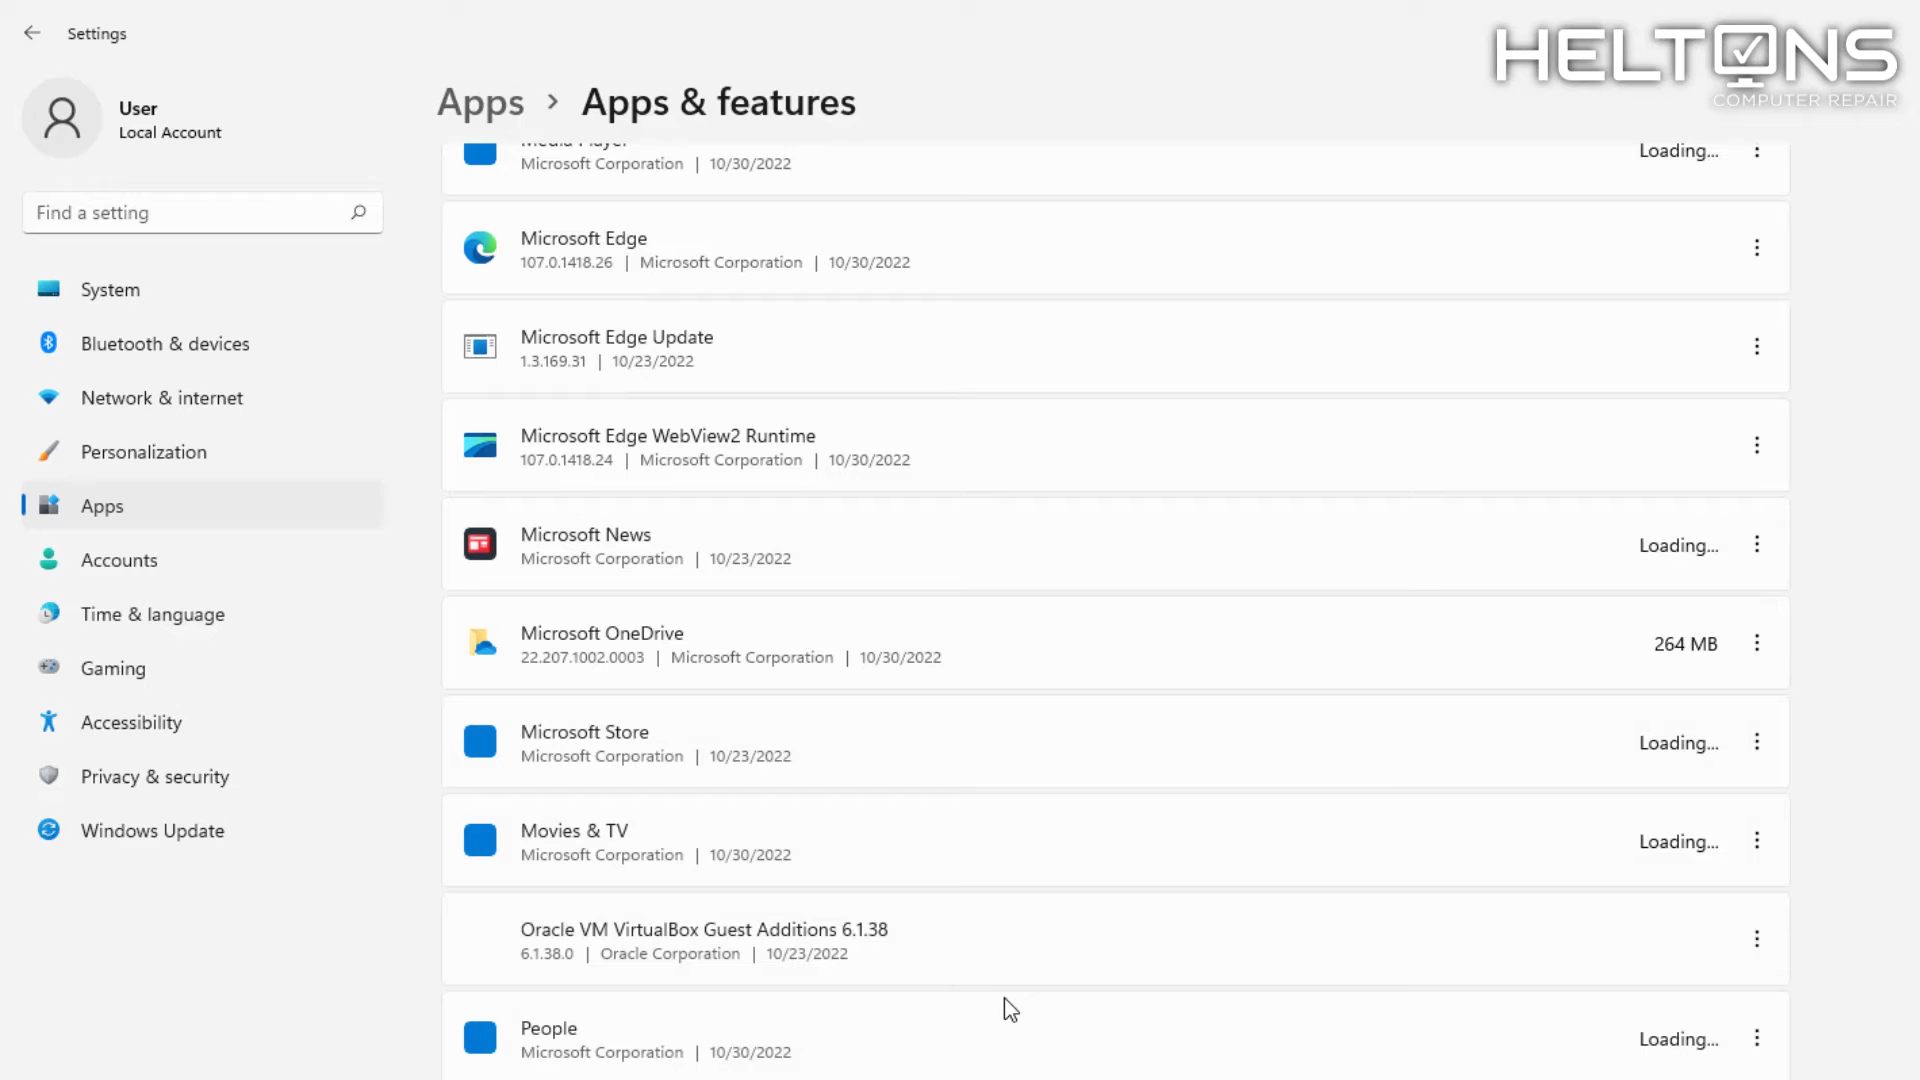 Settings
HELTONS
COMPUTER REPAIR
User
Local Account
Find a setting
System
Bluetooth & devices
Network & internet
Personalization
Apps
Accounts
Time & language
Gaming
Accessibility
Privacy & security
Windows Update
Apps > Apps & features
Media Player
Microsoft Corporation | 10/30/2022
Loading...
Microsoft Edge
107.0.1418.26 | Microsoft Corporation | 10/30/2022
Microsoft Edge Update
1.3.169.31 | 10/23/2022
Microsoft Edge WebView2 Runtime
107.0.1418.24 | Microsoft Corporation | 10/30/2022
Microsoft News
Microsoft Corporation | 10/23/2022
Loading...
Microsoft OneDrive
22.207.1002.0003 | Microsoft Corporation | 10/30/2022
264 MB
Microsoft Store
Microsoft Corporation | 10/23/2022
Loading...
Movies & TV
Microsoft Corporation | 10/30/2022
Loading...
Oracle VM VirtualBox Guest Additions 6.1.38
6.1.38.0 | Oracle Corporation | 10/23/2022
People
Microsoft Corporation | 10/30/2022
Loading...